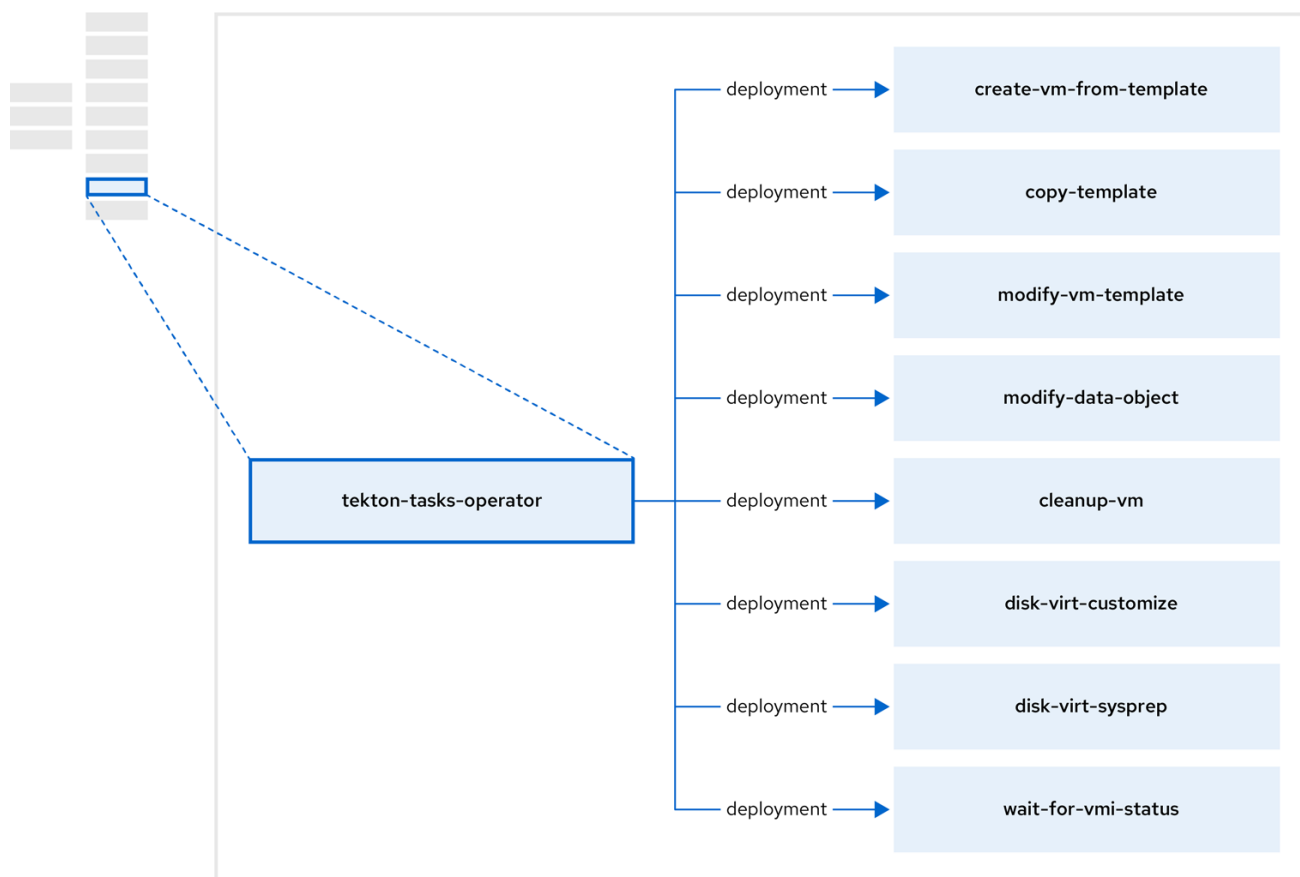 deployment
create-vm-from-template
deployment
copy-template
deployment
modify-vm-template
deployment
modify-data-object
tekton-tasks-operator
deployment
cleanup-vm
deployment
disk-virt-customize
deployment
disk-virt-sysprep
deployment
wait-for-vmi-status